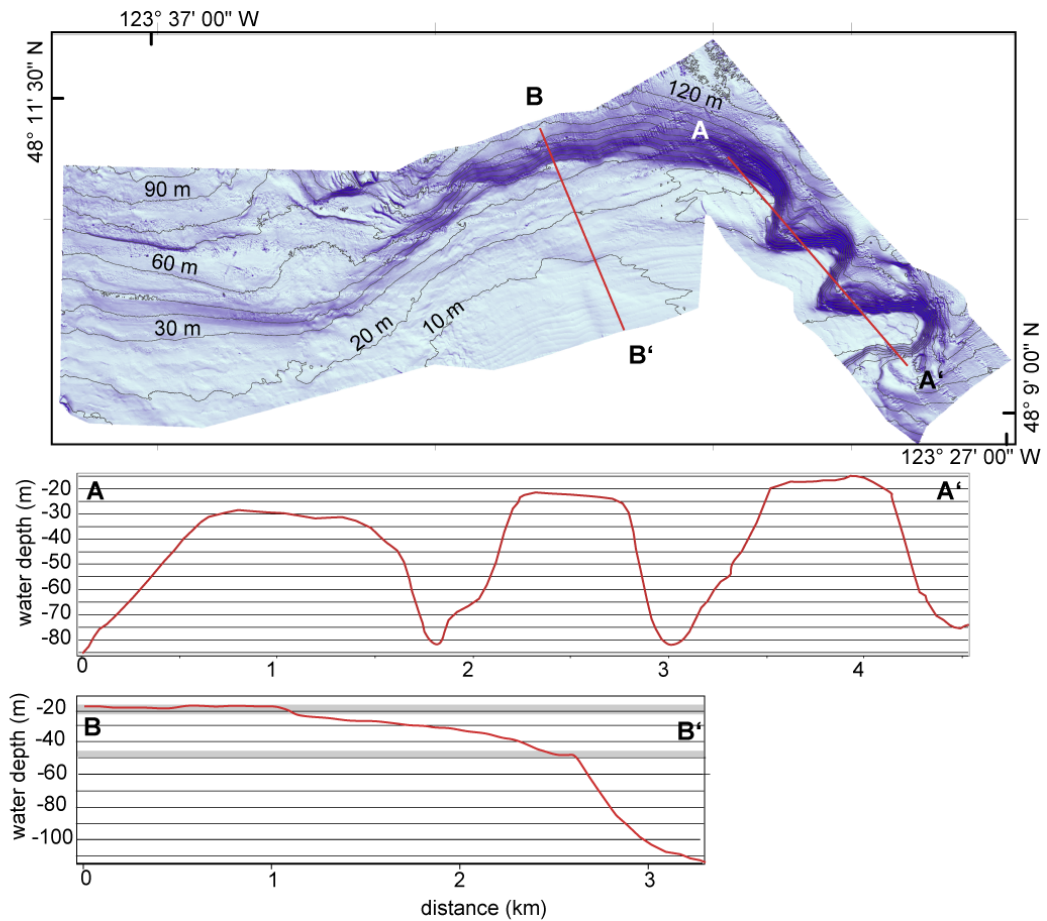 123° 37' 00" W
48° 11' 30" N
120 m
B
A
90 m
60 m
30 m
20 m
10 m
B'
A'
48° 9' 00" N
123° 27' 00" W
A
A'
water depth (m)
-20
-30
-40
-50
-60
-70
-80
0
1
2
3
4
B
B'
water depth (m)
-20
-40
-60
-80
-100
0
1
2
3
distance (km)